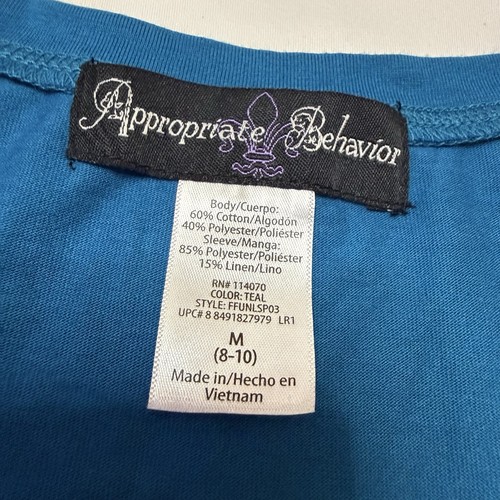 Appropriate Behavior
Body/Cuerpo:
60% Cotton/Algodón
40% Polyester/Poliéster
Sleeve/Manga:
85% Polyester/Poliéster
15% Linen/Lino
RN# 114070
COLOR: TEAL
STYLE: FFUNLSP03
UPC# 8 8491827979 LR1
M
(8-10)
Made in/Hecho en
Vietnam